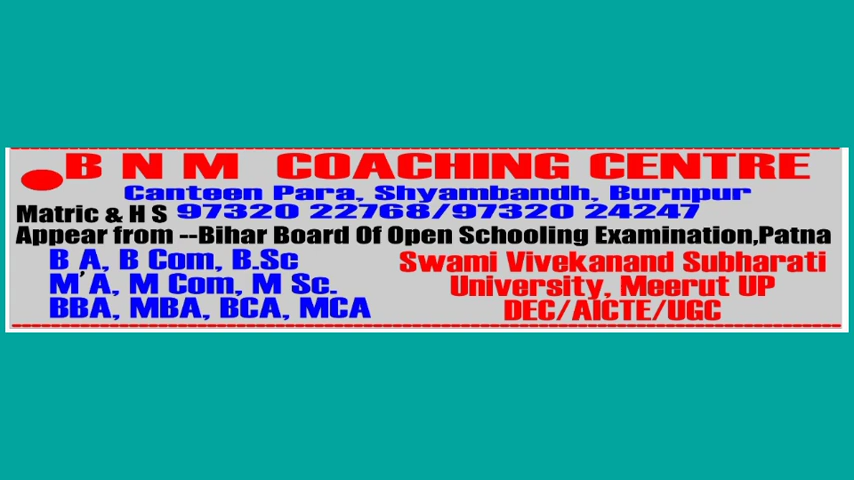 B N M COACHING CENTRE
Canteen Para, Shyambandh, Burnpur
Matric & H S 97320 22768/97320 24247
Appear from --Bihar Board Of Open Schooling Examination,Patna
B A, B Com, B.Sc
M'A, M Com, M Sc.
BBA, MBA, BCA, MCA
Swami Vivekanand Subharati
University, Meerut UP
DEC/AICTE/UGC